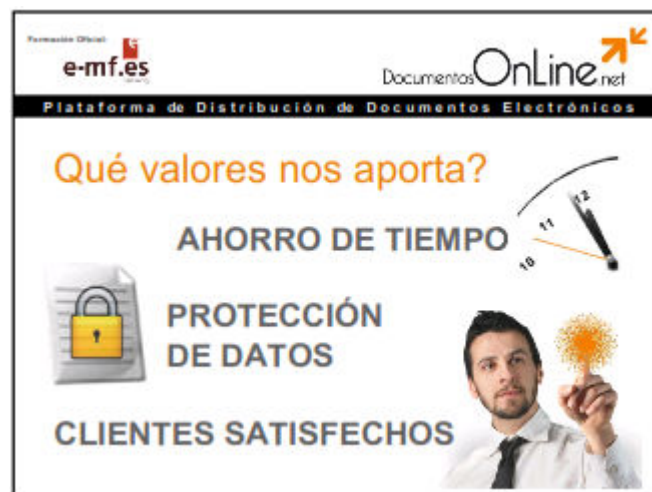 Formación Oficial:
e
e-mf.es
DocumentosOnLine.net
Plataforma de Distribución de Documentos Electrónicos
Qué valores nos aporta?
AHORRO DE TIEMPO
12
11
10
PROTECCIÓN
DE DATOS
CLIENTES SATISFECHOS